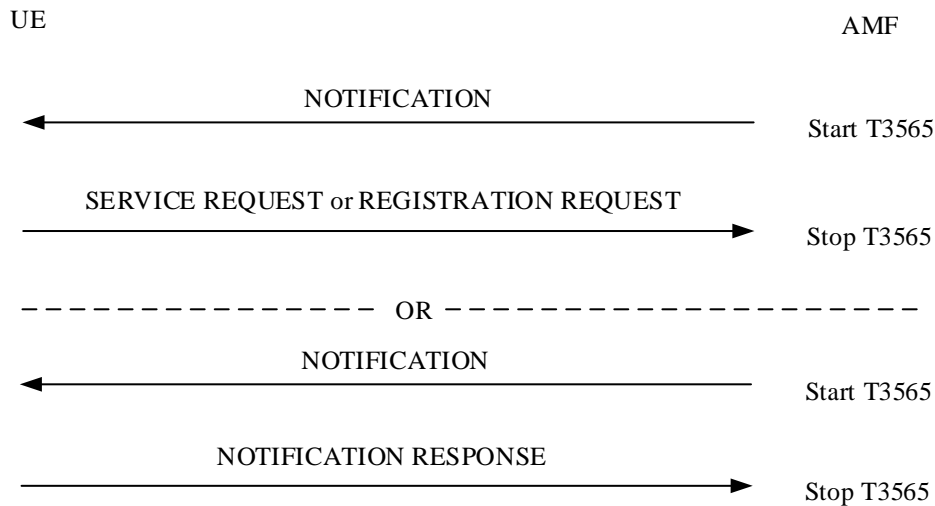 UE
AMF
NOTIFICATION
Start T3565
SERVICE REQUEST or REGISTRATION REQUEST
Stop T3565
OR
NOTIFICATION
Start T3565
NOTIFICATION RESPONSE
Stop T3565